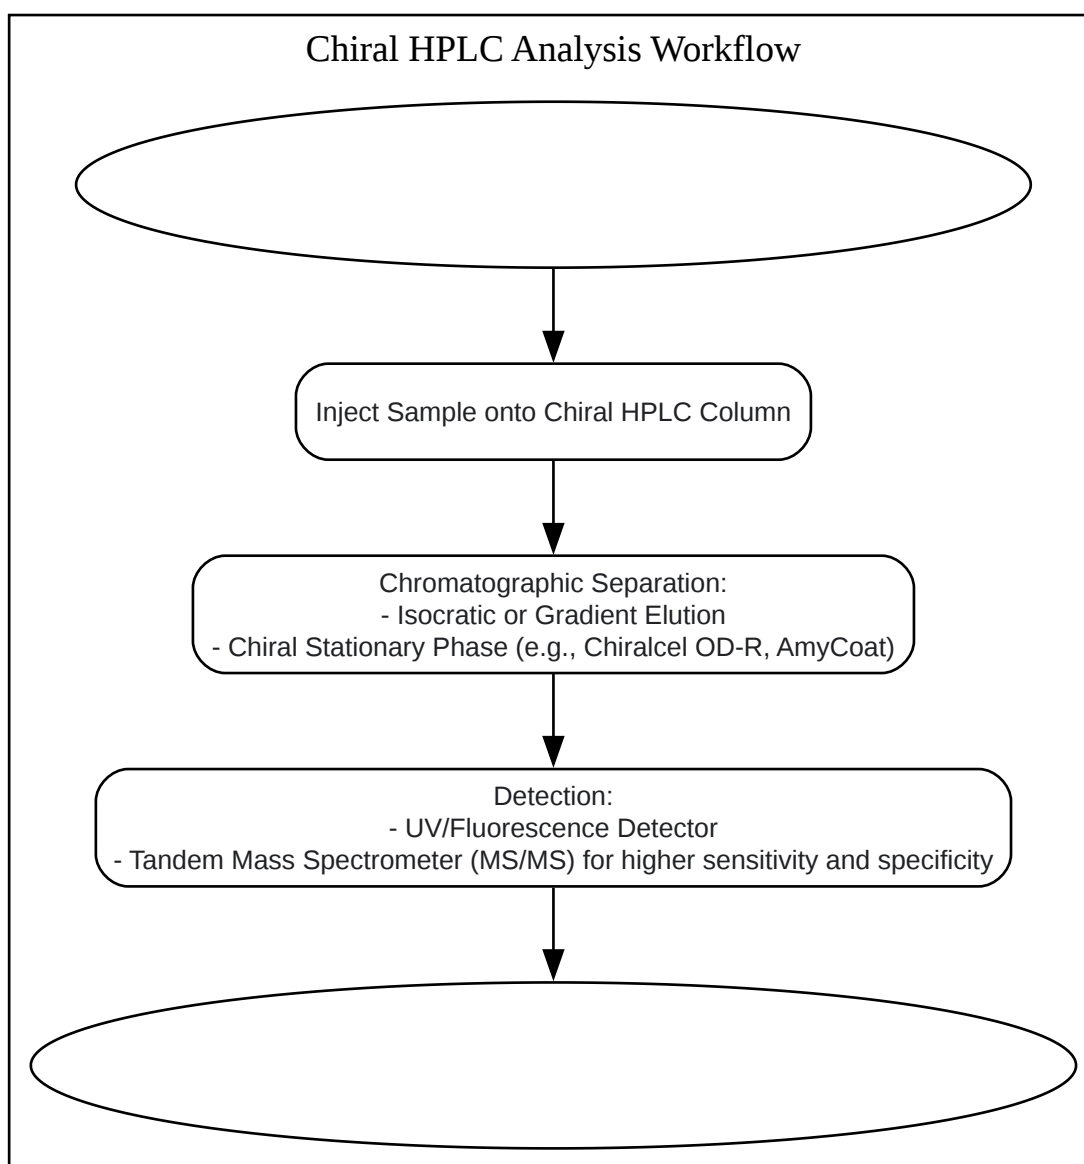 Chiral HPLC Analysis Workflow
Inject Sample onto Chiral HPLC Column
Chromatographic Separation:
- Isocratic or Gradient Elution
- Chiral Stationary Phase (e.g., Chiralcel OD-R, AmyCoat)
Detection:
- UV/Fluorescence Detector
- Tandem Mass Spectrometer (MS/MS) for higher sensitivity and specificity